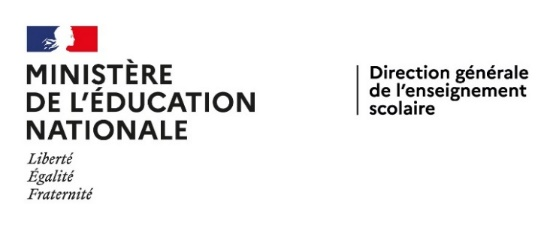 MINISTÈRE
DE L'ÉDUCATION
NATIONALE
Liberté
Égalité
Fraternité
Direction générale
de l'enseignement
scolaire